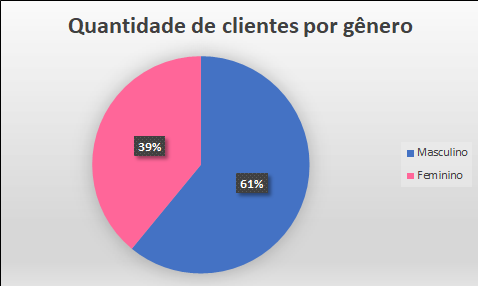 Quantidade de clientes por gênero
39%
61%
Masculino
Feminino